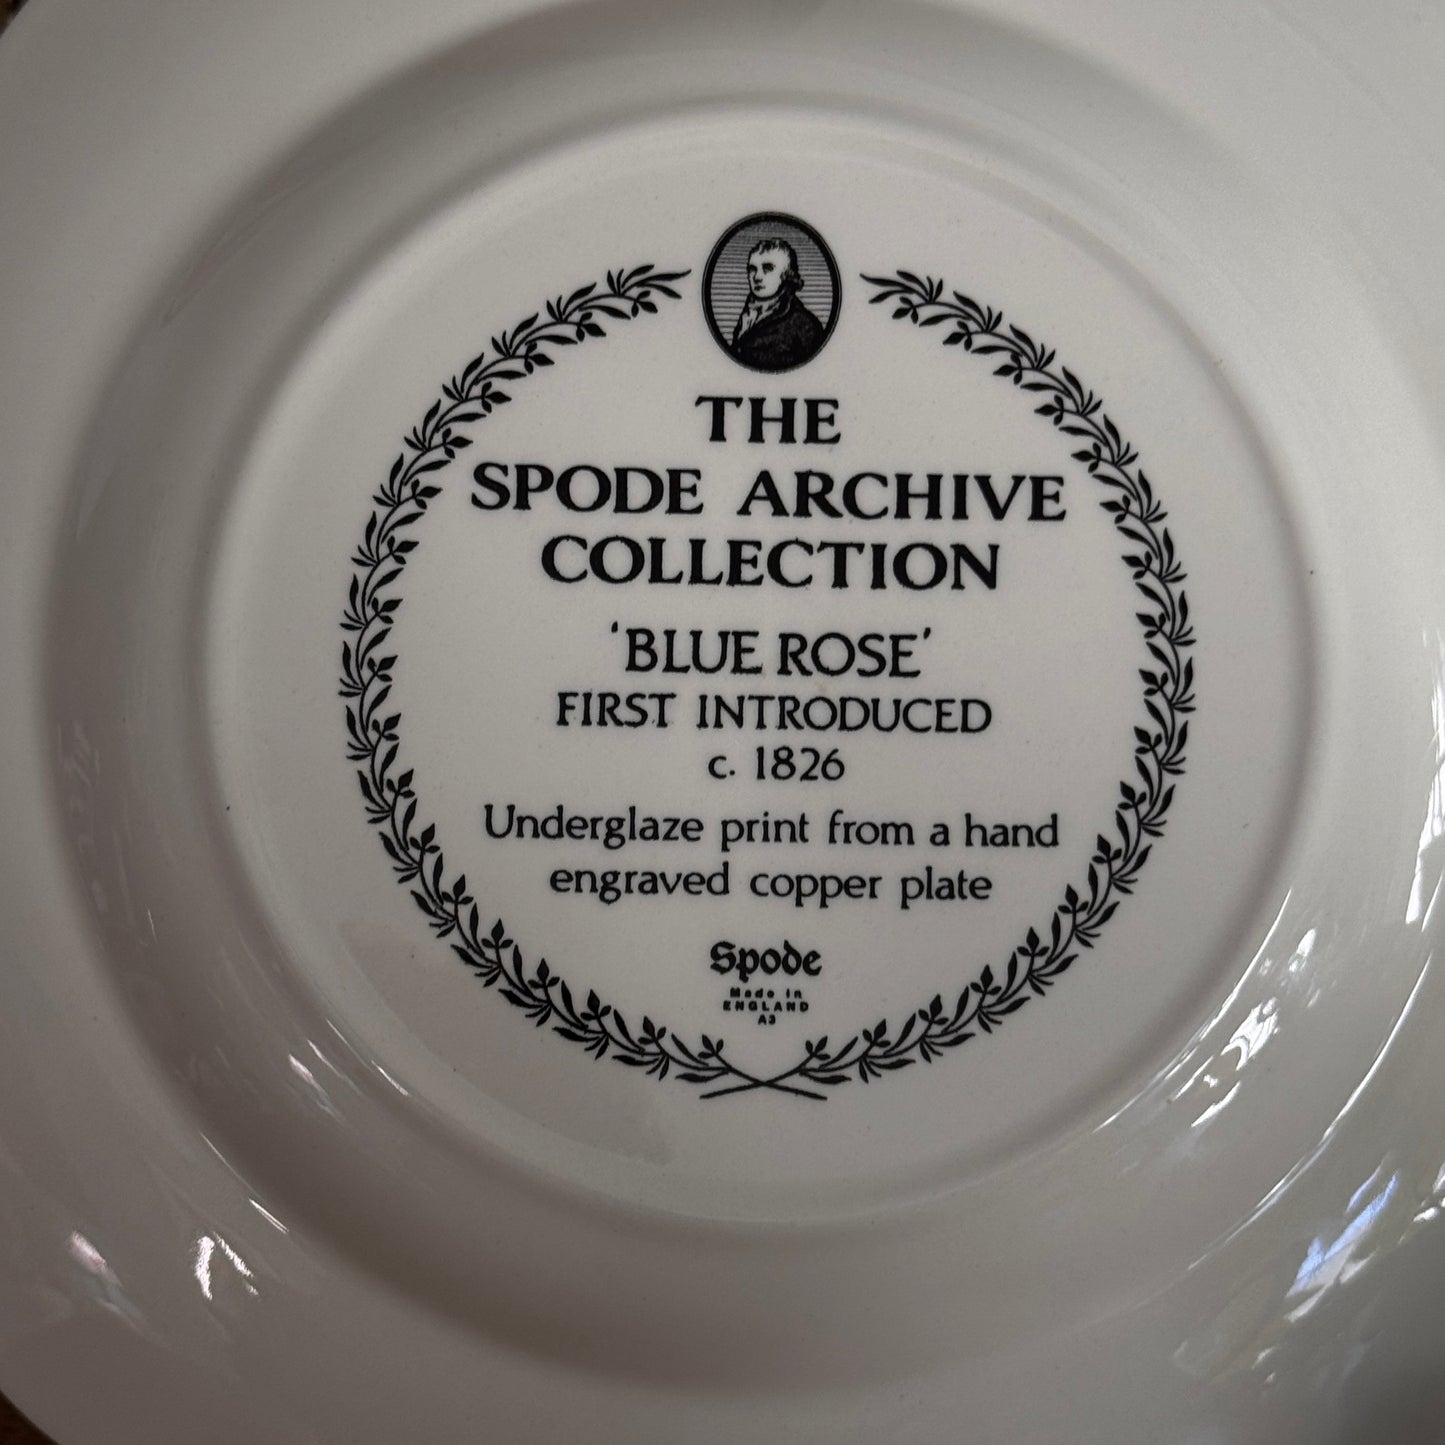 THE
SPODE ARCHIVE
COLLECTION
'BLUE ROSE'
FIRST INTRODUCED
c. 1826
Underglaze print from a hand
engraved copper plate
Spode
Made in
ENGLAND
A3